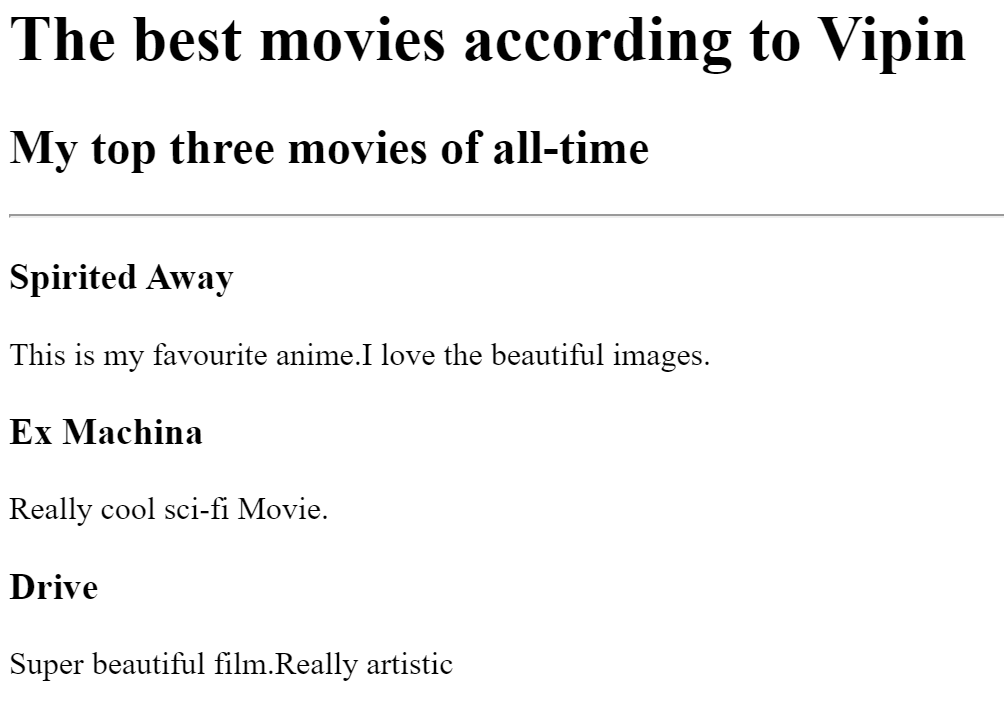 The best movies according to Vipin
My top three movies of all-time
Spirited Away
This is my favourite anime.I love the beautiful images.
Ex Machina
Really cool sci-fi Movie.
Drive
Super beautiful film.Really artistic